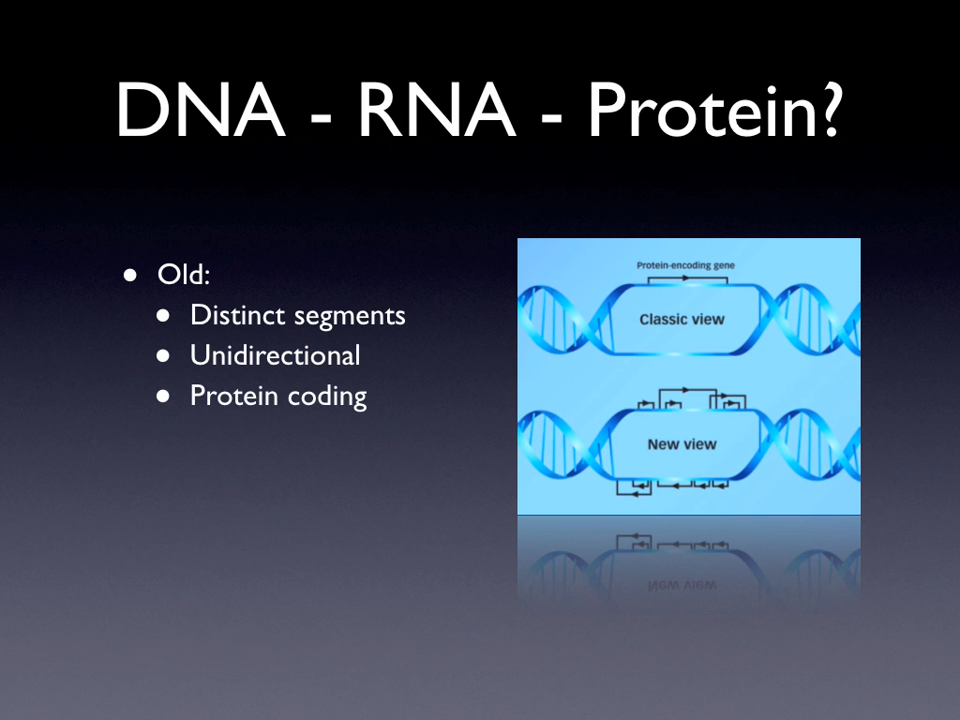 DNA - RNA - Protein?
• Old:
• Distinct segments
• Unidirectional
• Protein coding
Protein-encoding gene
Classic view
New view